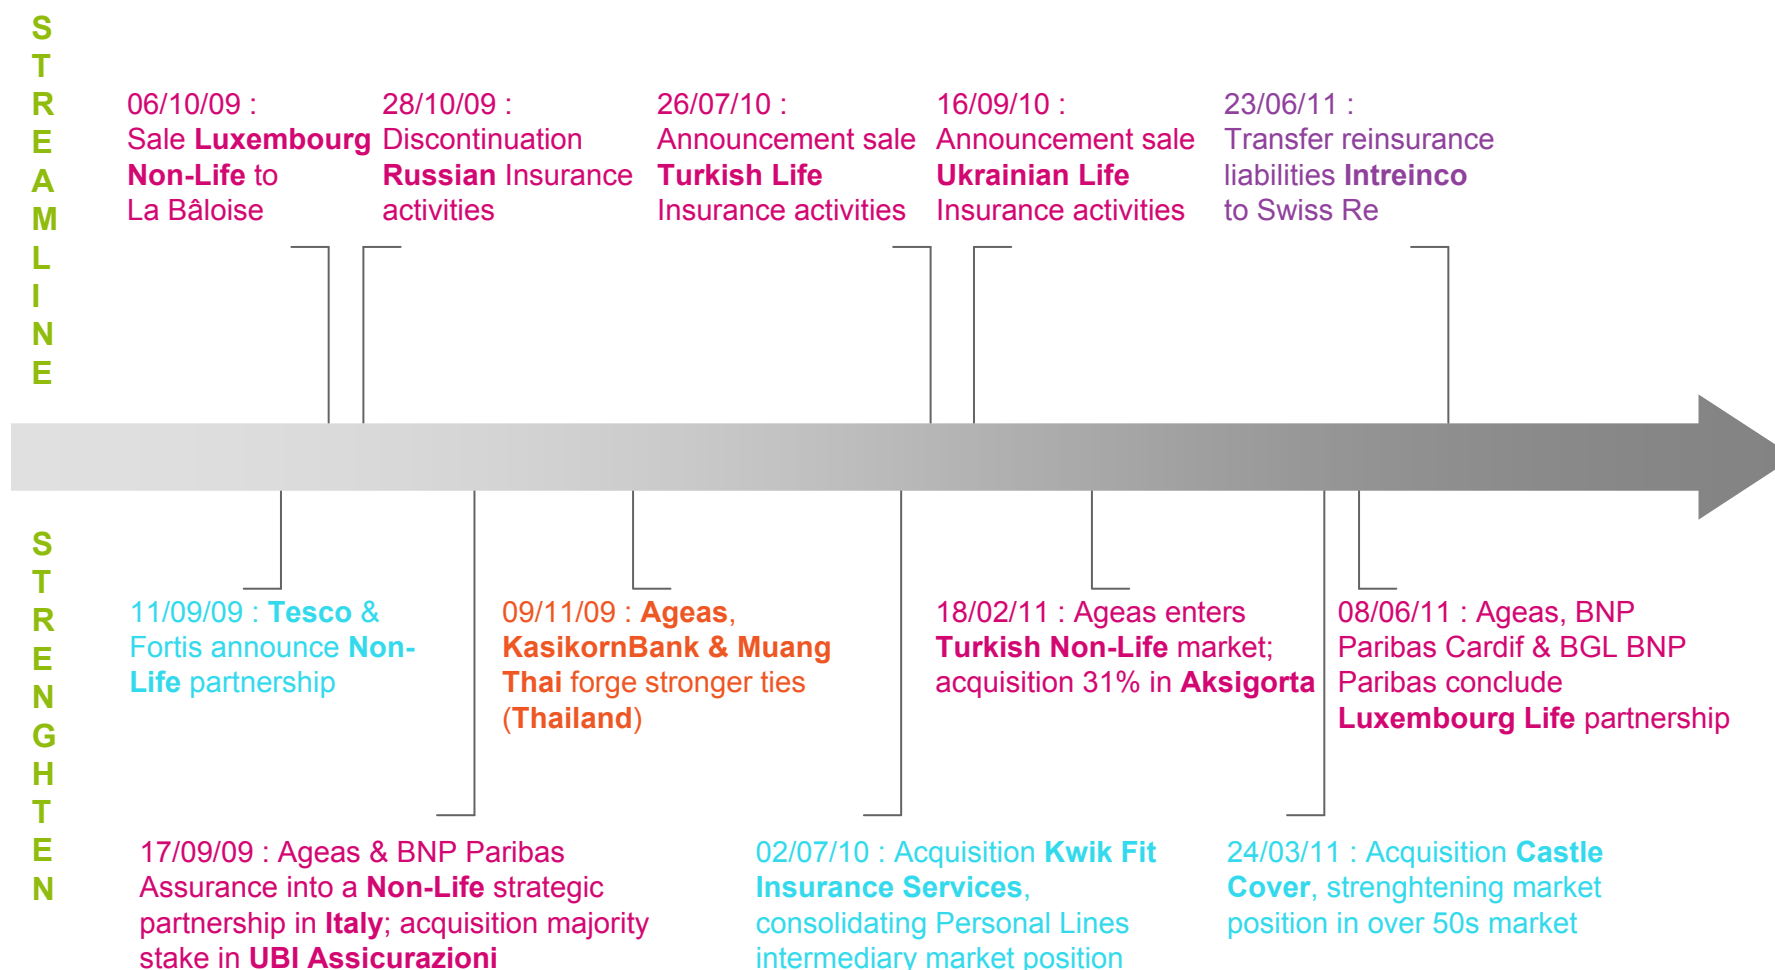 STREAMLINE
06/10/09 :
Sale Luxembourg
Non-Life to
La Bâloise
28/10/09 :
Discontinuation
Russian Insurance
activities
26/07/10 :
Announcement sale
Turkish Life
Insurance activities
16/09/10 :
Announcement sale
Ukrainian Life
Insurance activities
23/06/11 :
Transfer reinsurance
liabilities Intreinco
to Swiss Re
STRENGHTEN
11/09/09 : Tesco &
Fortis announce Non-
Life partnership
09/11/09 : Ageas,
KasikornBank & Muang
Thai forge stronger ties
(Thailand)
18/02/11 : Ageas enters
Turkish Non-Life market;
acquisition 31% in Aksigorta
08/06/11 : Ageas, BNP
Paribas Cardif & BGL BNP
Paribas conclude
Luxembourg Life partnership
17/09/09 : Ageas & BNP Paribas
Assurance into a Non-Life strategic
partnership in Italy; acquisition majority
stake in UBI Assicurazioni
02/07/10 : Acquisition Kwik Fit
Insurance Services,
consolidating Personal Lines
intermediary market position
24/03/11 : Acquisition Castle
Cover, strenghtening market
position in over 50s market